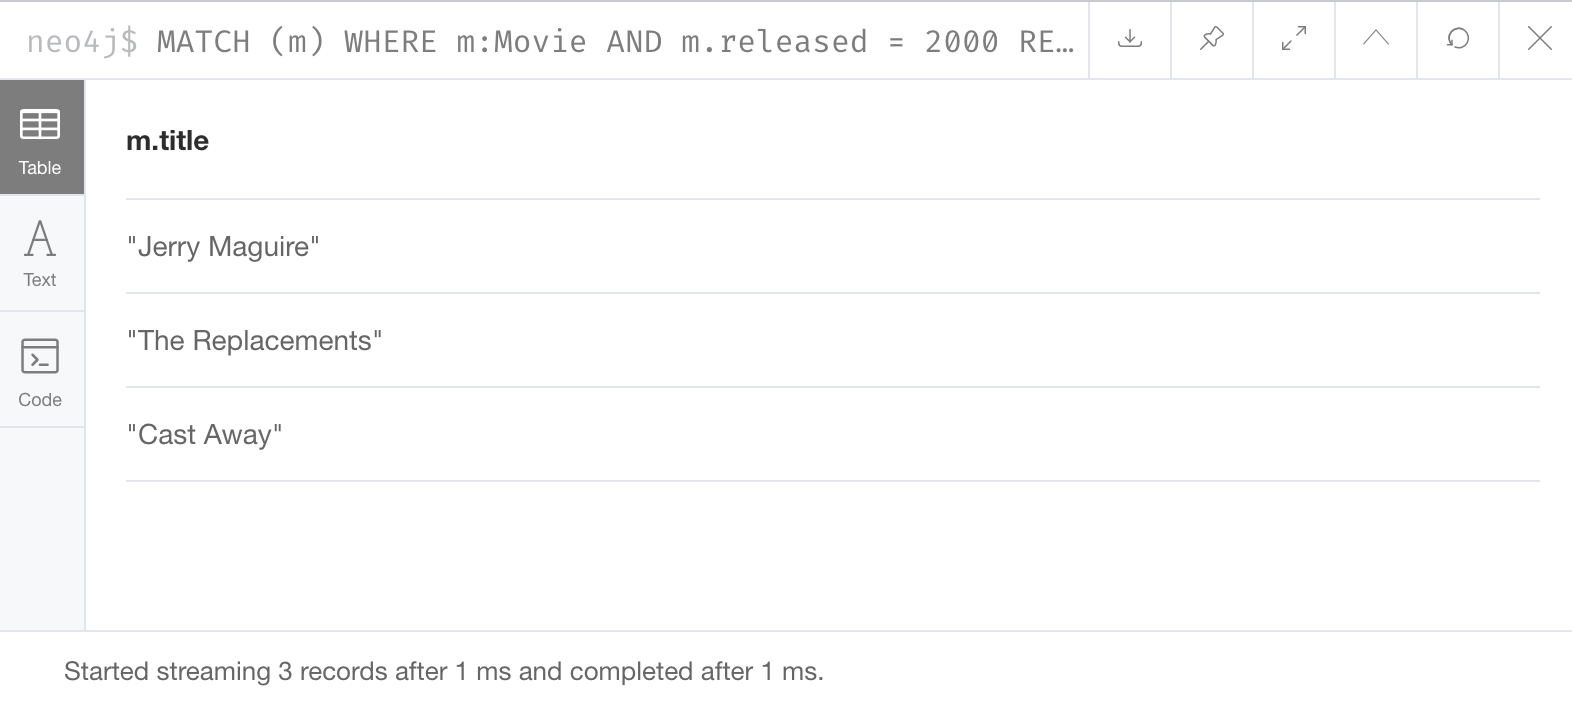 neo4j$ MATCH (m) WHERE m:Movie AND m.released = 2000 RE…
Table
Text
Code
m.title
"Jerry Maguire"
"The Replacements"
"Cast Away"
Started streaming 3 records after 1 ms and completed after 1 ms.